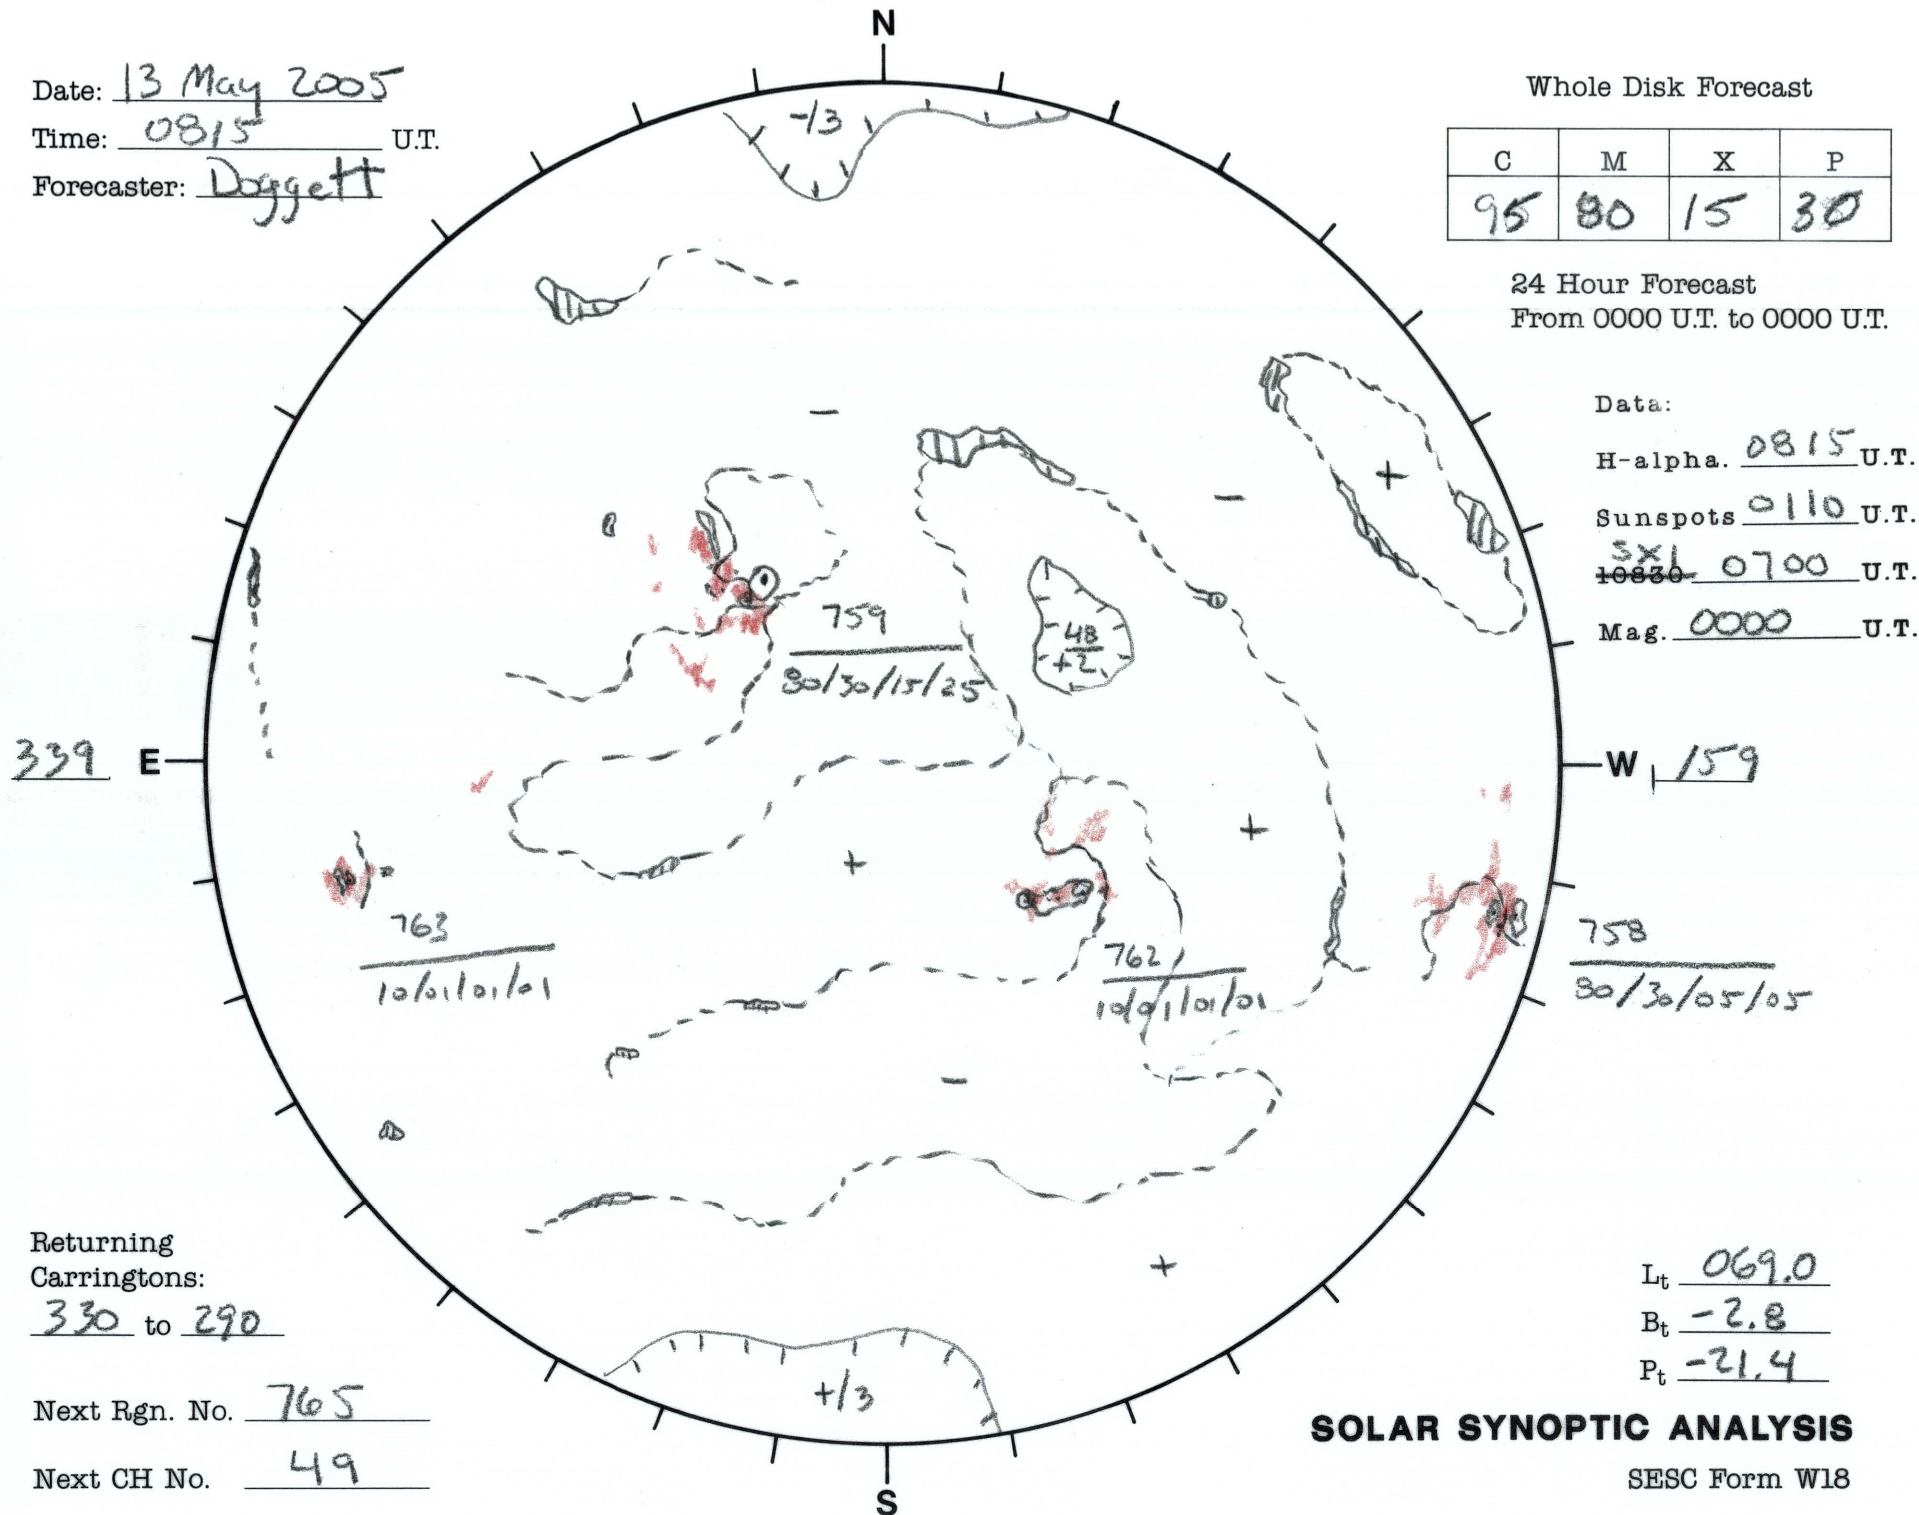 N
Date: 13 May 2005
Time: 0815 U.T.
Forecaster: Doggett
-/3
Whole Disk Forecast
C M X P
95 80 15 30
24 Hour Forecast
From 0000 U.T. to 0000 U.T.
Data:
H-alpha. 0815 U.T.
Sunspots 0110 U.T.
SXI
10830 0700 U.T.
Mag. 0000 U.T.
−
+
−
48
+2
759
80/30/15/25
339 E
W 159
+
+
763
10/01/01/01
762
10/01/01/01
758
80/30/05/05
−
+
+/3
Returning
Carringtons:
330 to 290
Next Rgn. No. 765
Next CH No. 49
Lt 069.0
Bt -2.8
Pt -21.4
SOLAR SYNOPTIC ANALYSIS
SESC Form W18
S